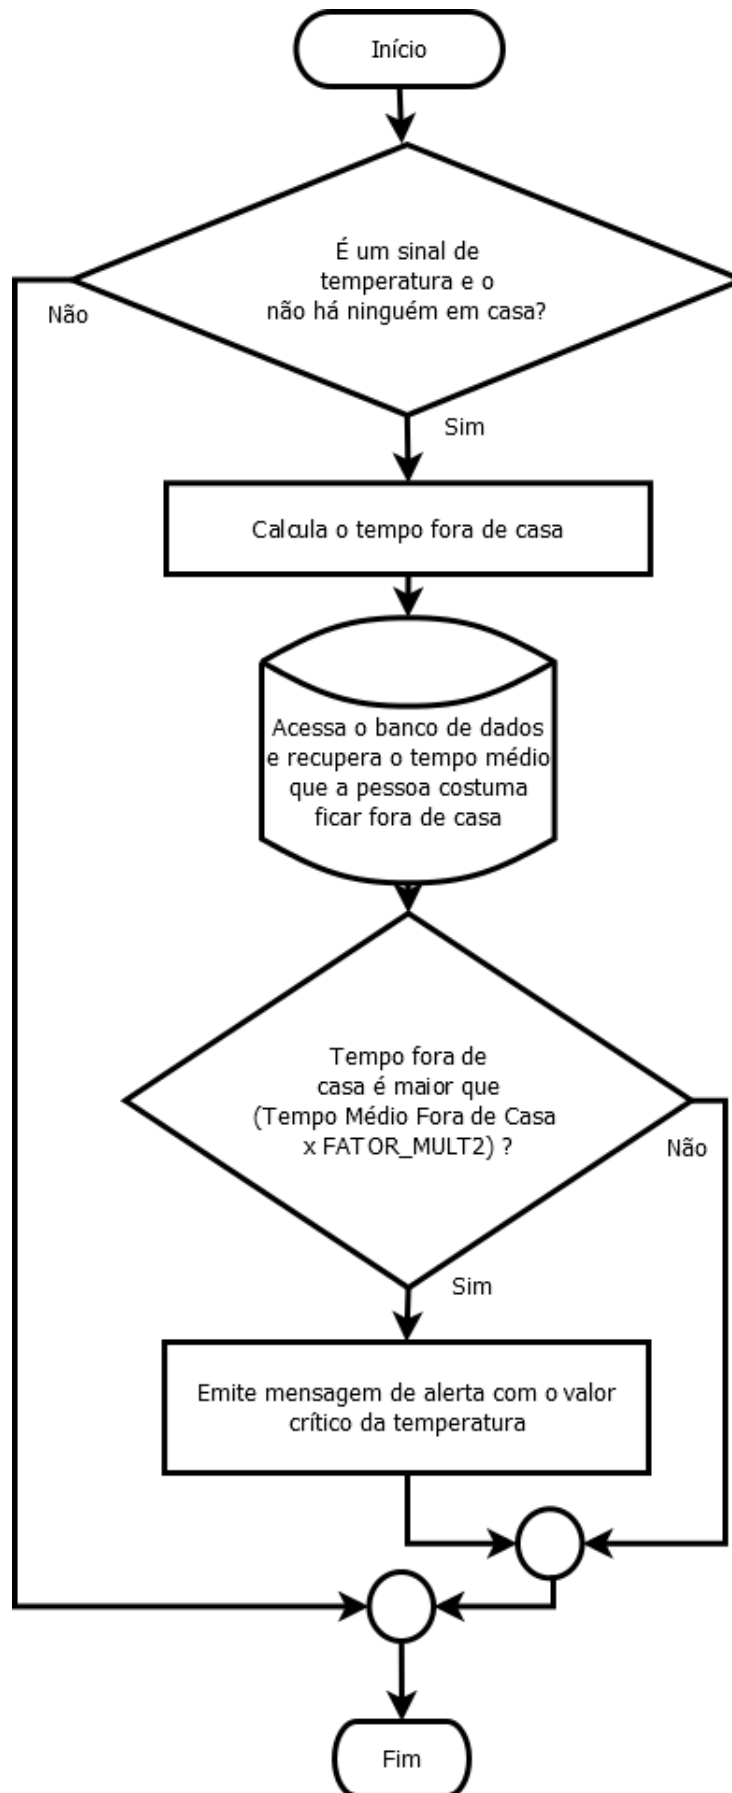 Início
É um sinal de
temperatura e o
não há ninguém em casa?
Não
Sim
Calcula o tempo fora de casa
Acessa o banco de dados
e recupera o tempo médio
que a pessoa costuma
ficar fora de casa
Tempo fora de
casa é maior que
(Tempo Médio Fora de Casa
x FATOR_MULT2) ?
Não
Sim
Emite mensagem de alerta com o valor
crítico da temperatura
Fim